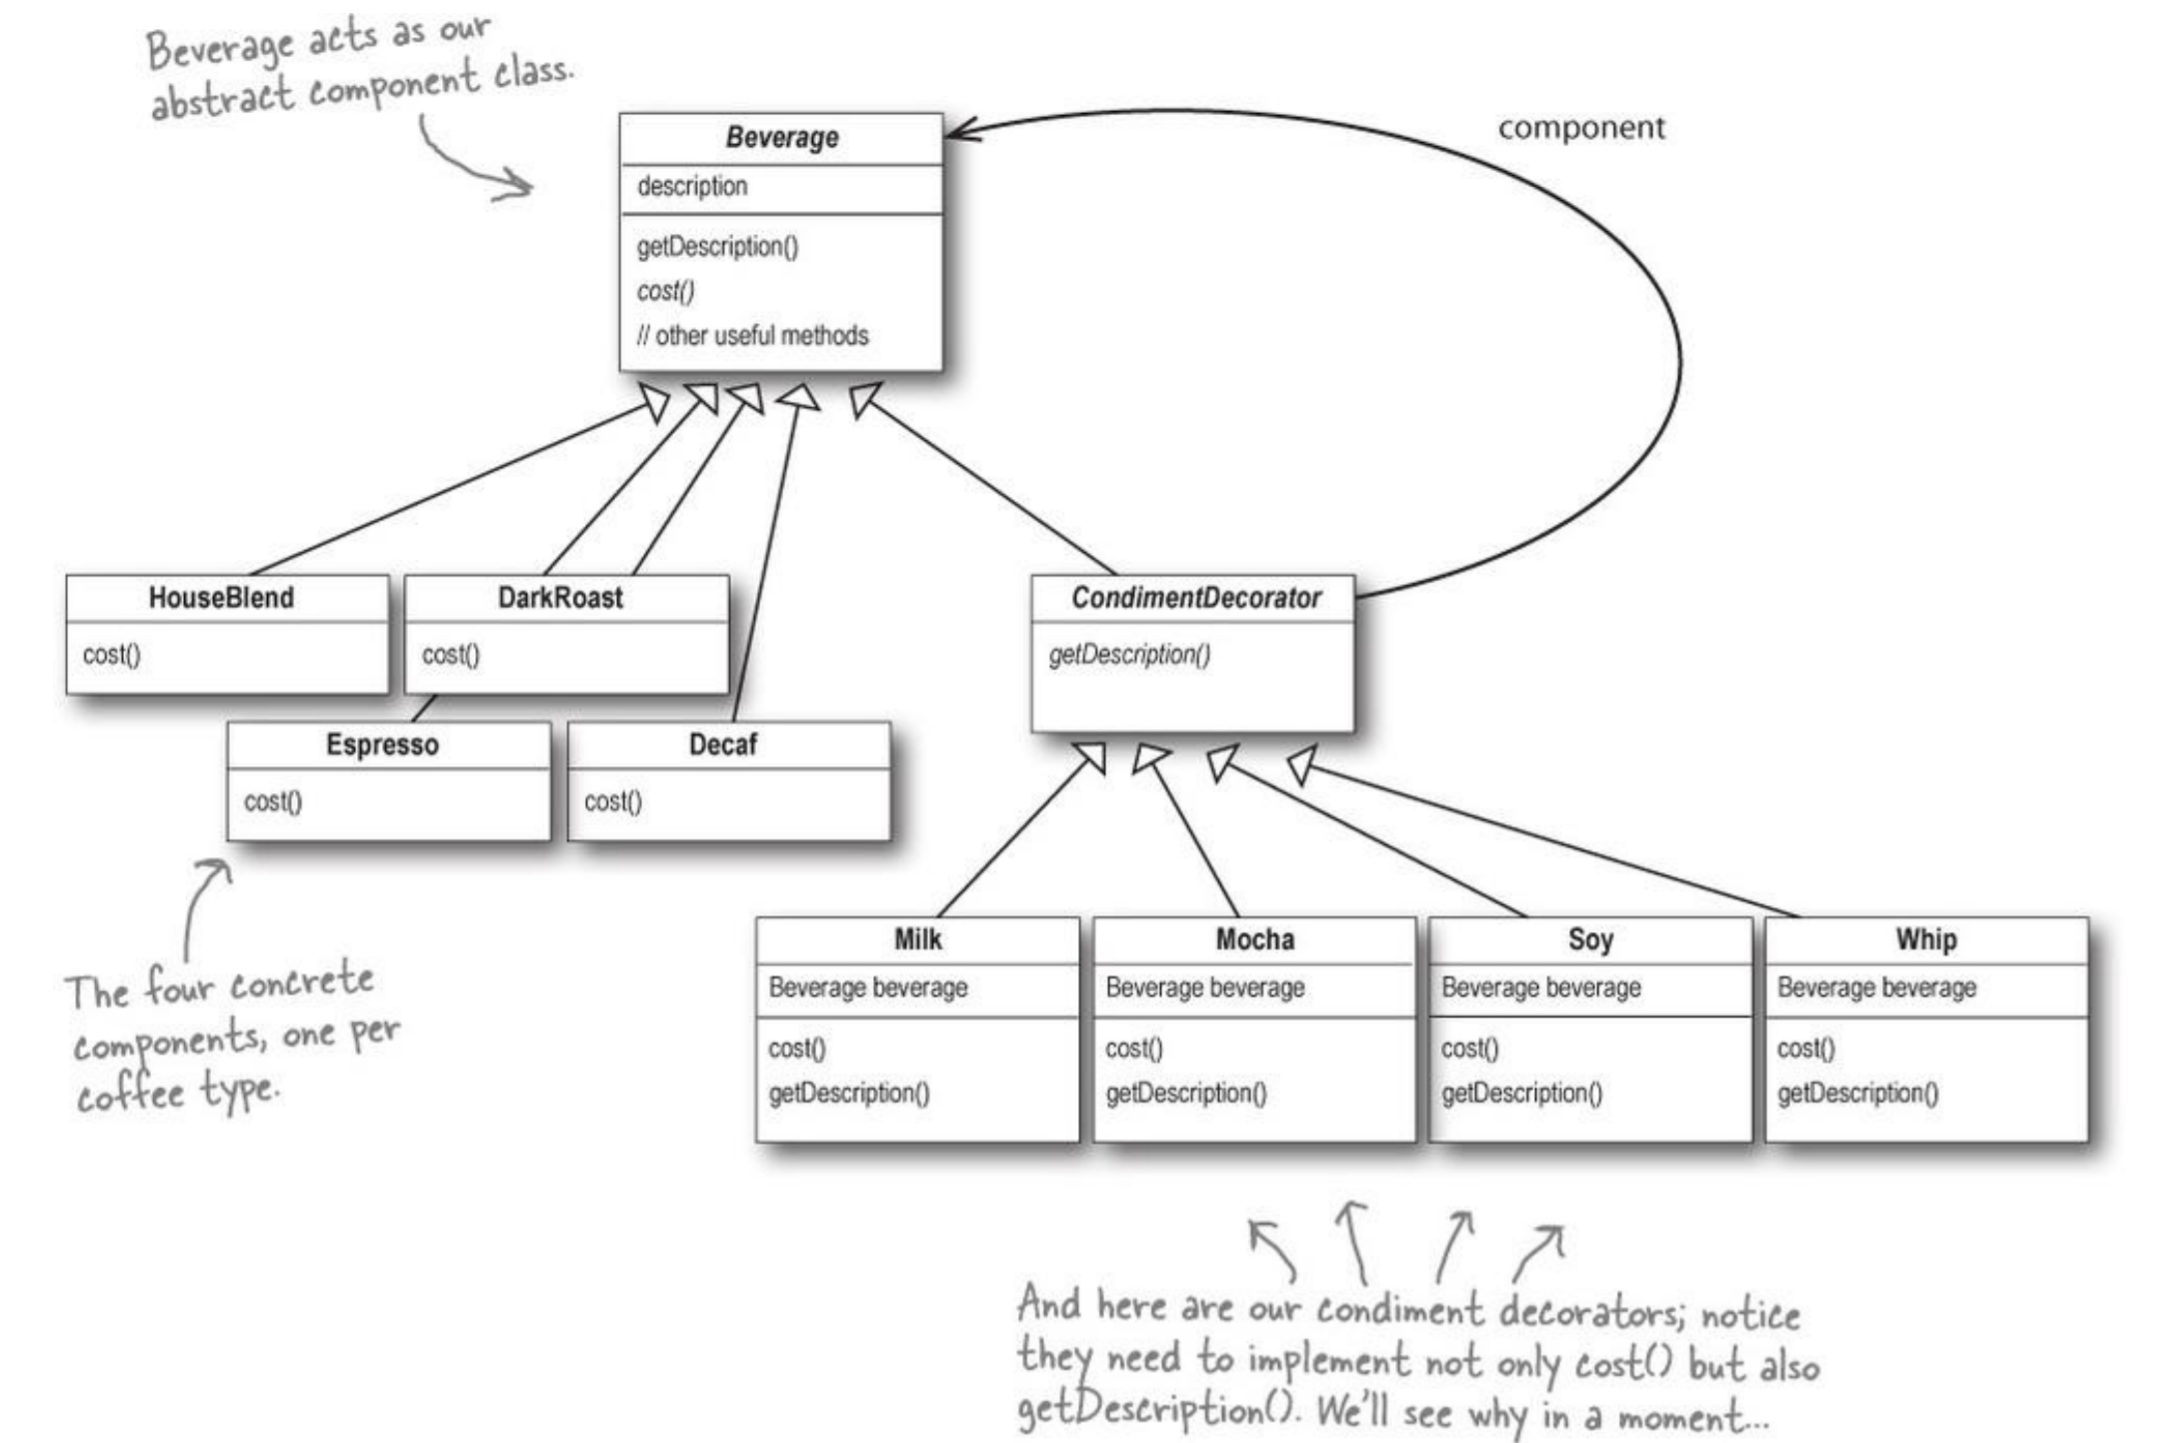 Beverage acts as our
abstract component class.
component
Beverage
description
getDescription()
cost()
// other useful methods
HouseBlend
cost()
DarkRoast
cost()
CondimentDecorator
getDescription()
Espresso
cost()
Decaf
cost()
The four concrete
components, one per
coffee type.
Milk
Beverage beverage
cost()
getDescription()
Mocha
Beverage beverage
cost()
getDescription()
Soy
Beverage beverage
cost()
getDescription()
Whip
Beverage beverage
cost()
getDescription()
And here are our condiment decorators; notice
they need to implement not only cost() but also
getDescription(). We'll see why in a moment...